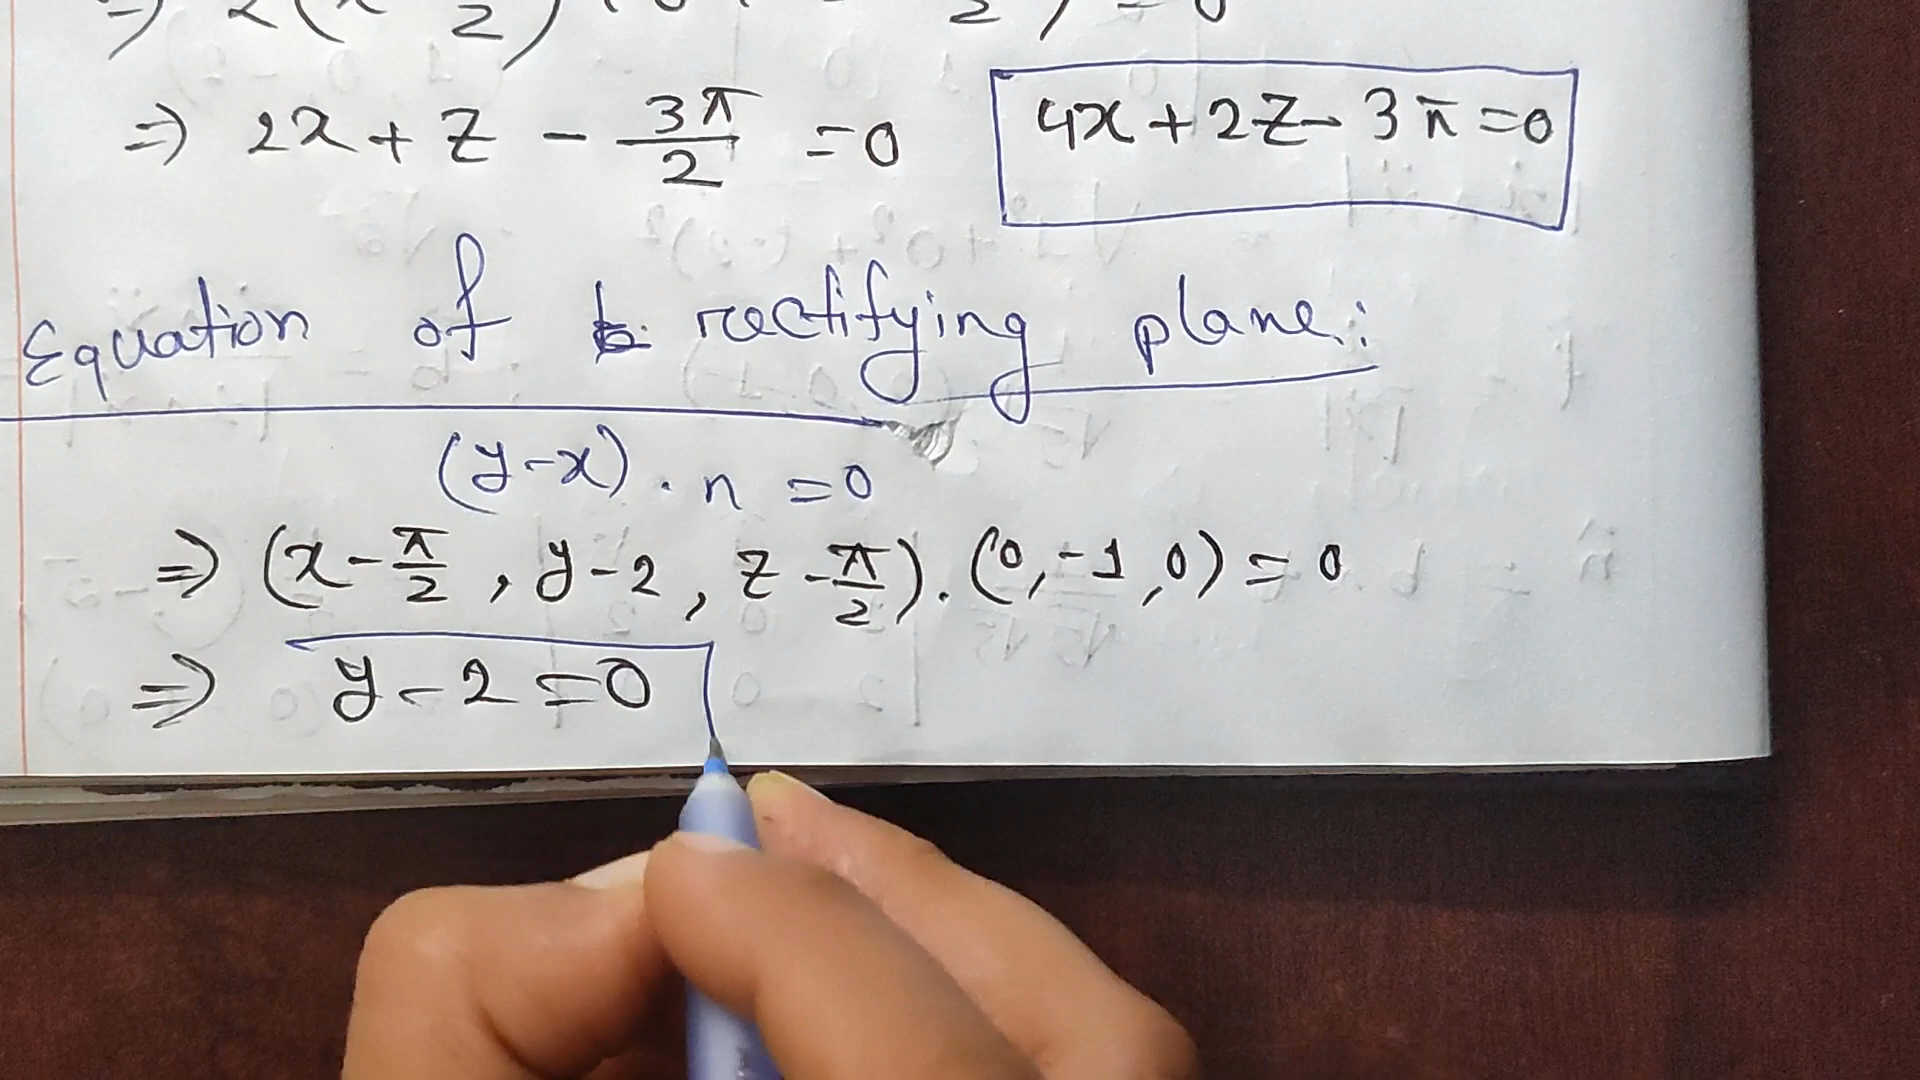 ⇒ 2x + z - 3π/2 = 0
4x + 2z - 3π = 0
Equation of rectifying plane:
(y-x) . n = 0
⇒ (x - π/2 , y - 2 , z - π/2) . (0, -1, 0) = 0
⇒ y - 2 = 0